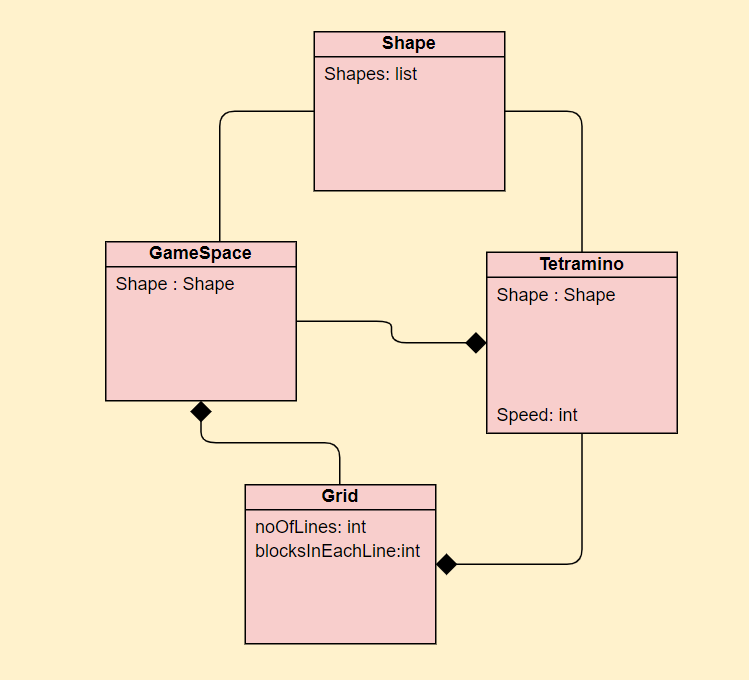 Shape
Shapes: list
GameSpace
Shape : Shape
Tetramino
Shape : Shape
Speed: int
Grid
noOfLines: int
blocksInEachLine:int